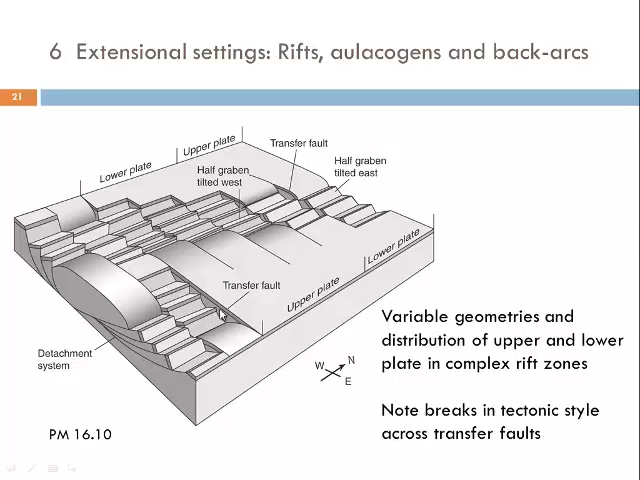 6 Extensional settings: Rifts, aulacogens and back-arcs
21
Upper plate
Transfer fault
Lower plate
Half graben
tilted west
Half graben
tilted east
Lower plate
Transfer fault
Upper plate
Variable geometries and
distribution of upper and lower
plate in complex rift zones
Detachment
system
W N
E
Note breaks in tectonic style
across transfer faults
PM 16.10